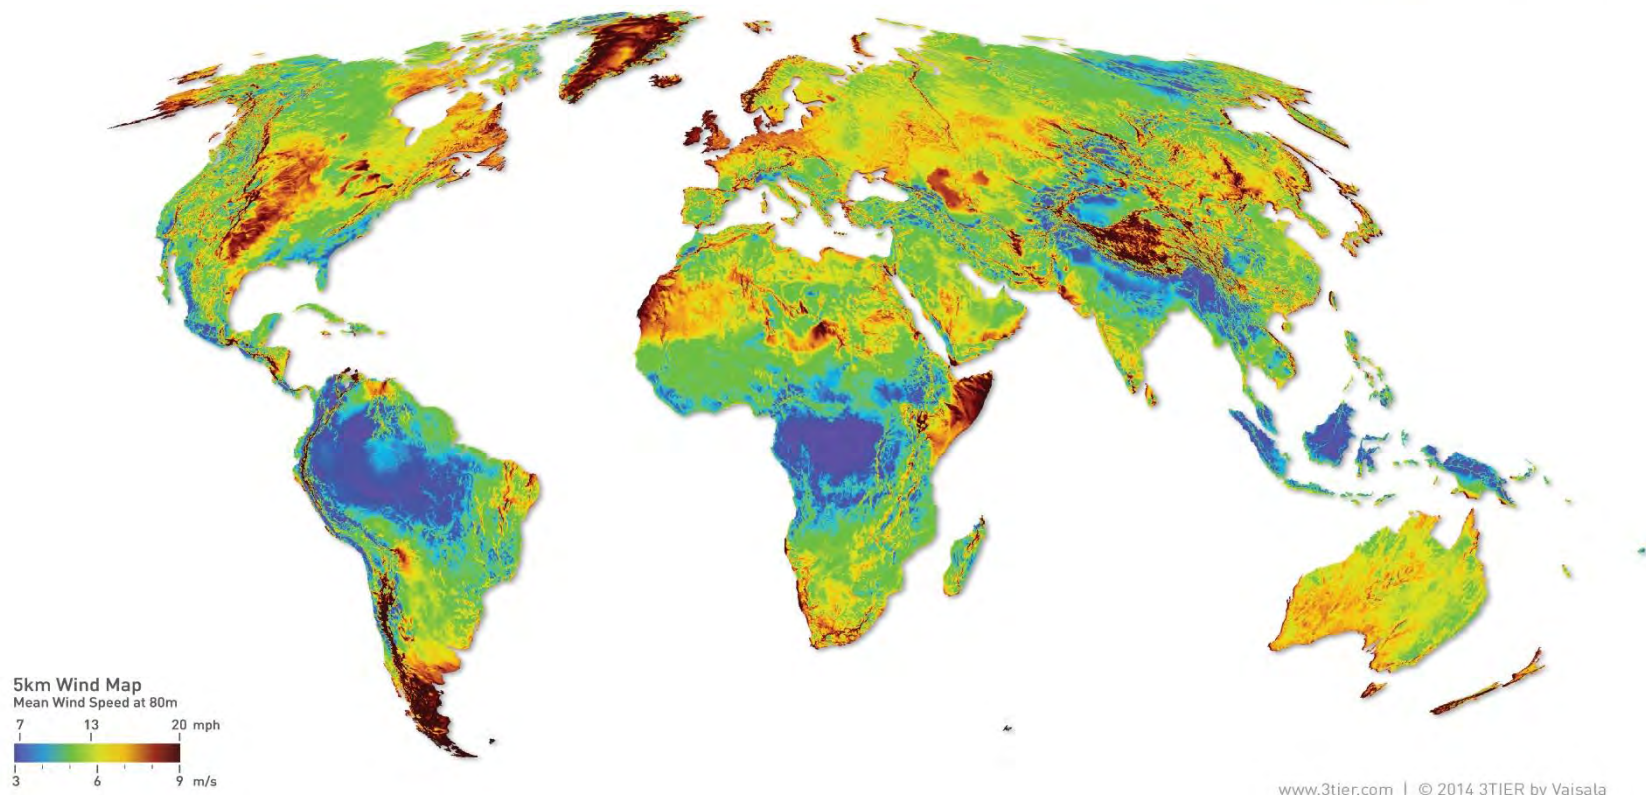 5km Wind Map
Mean Wind Speed at 80m
7 13 20 mph
3 6 9 m/s
www.3tier.com | © 2014 3TIER by Vaisala